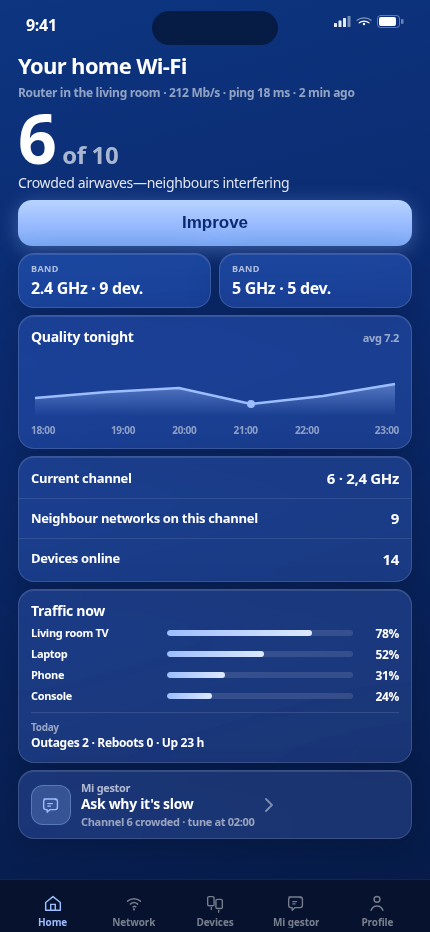 9:41
Your home Wi-Fi
Router in the living room · 212 Mb/s · ping 18 ms · 2 min ago
6 of 10
Crowded airwaves—neighbours interfering
Improve
BAND
2.4 GHz · 9 dev.
BAND
5 GHz · 5 dev.
Quality tonight
avg 7.2
18:00 19:00 20:00 21:00 22:00 23:00
Current channel 6 · 2,4 GHz
Neighbour networks on this channel 9
Devices online 14
Traffic now
Living room TV 78%
Laptop 52%
Phone 31%
Console 24%
Today
Outages 2 · Reboots 0 · Up 23 h
Mi gestor
Ask why it's slow
Channel 6 crowded · tune at 02:00
Home Network Devices Mi gestor Profile